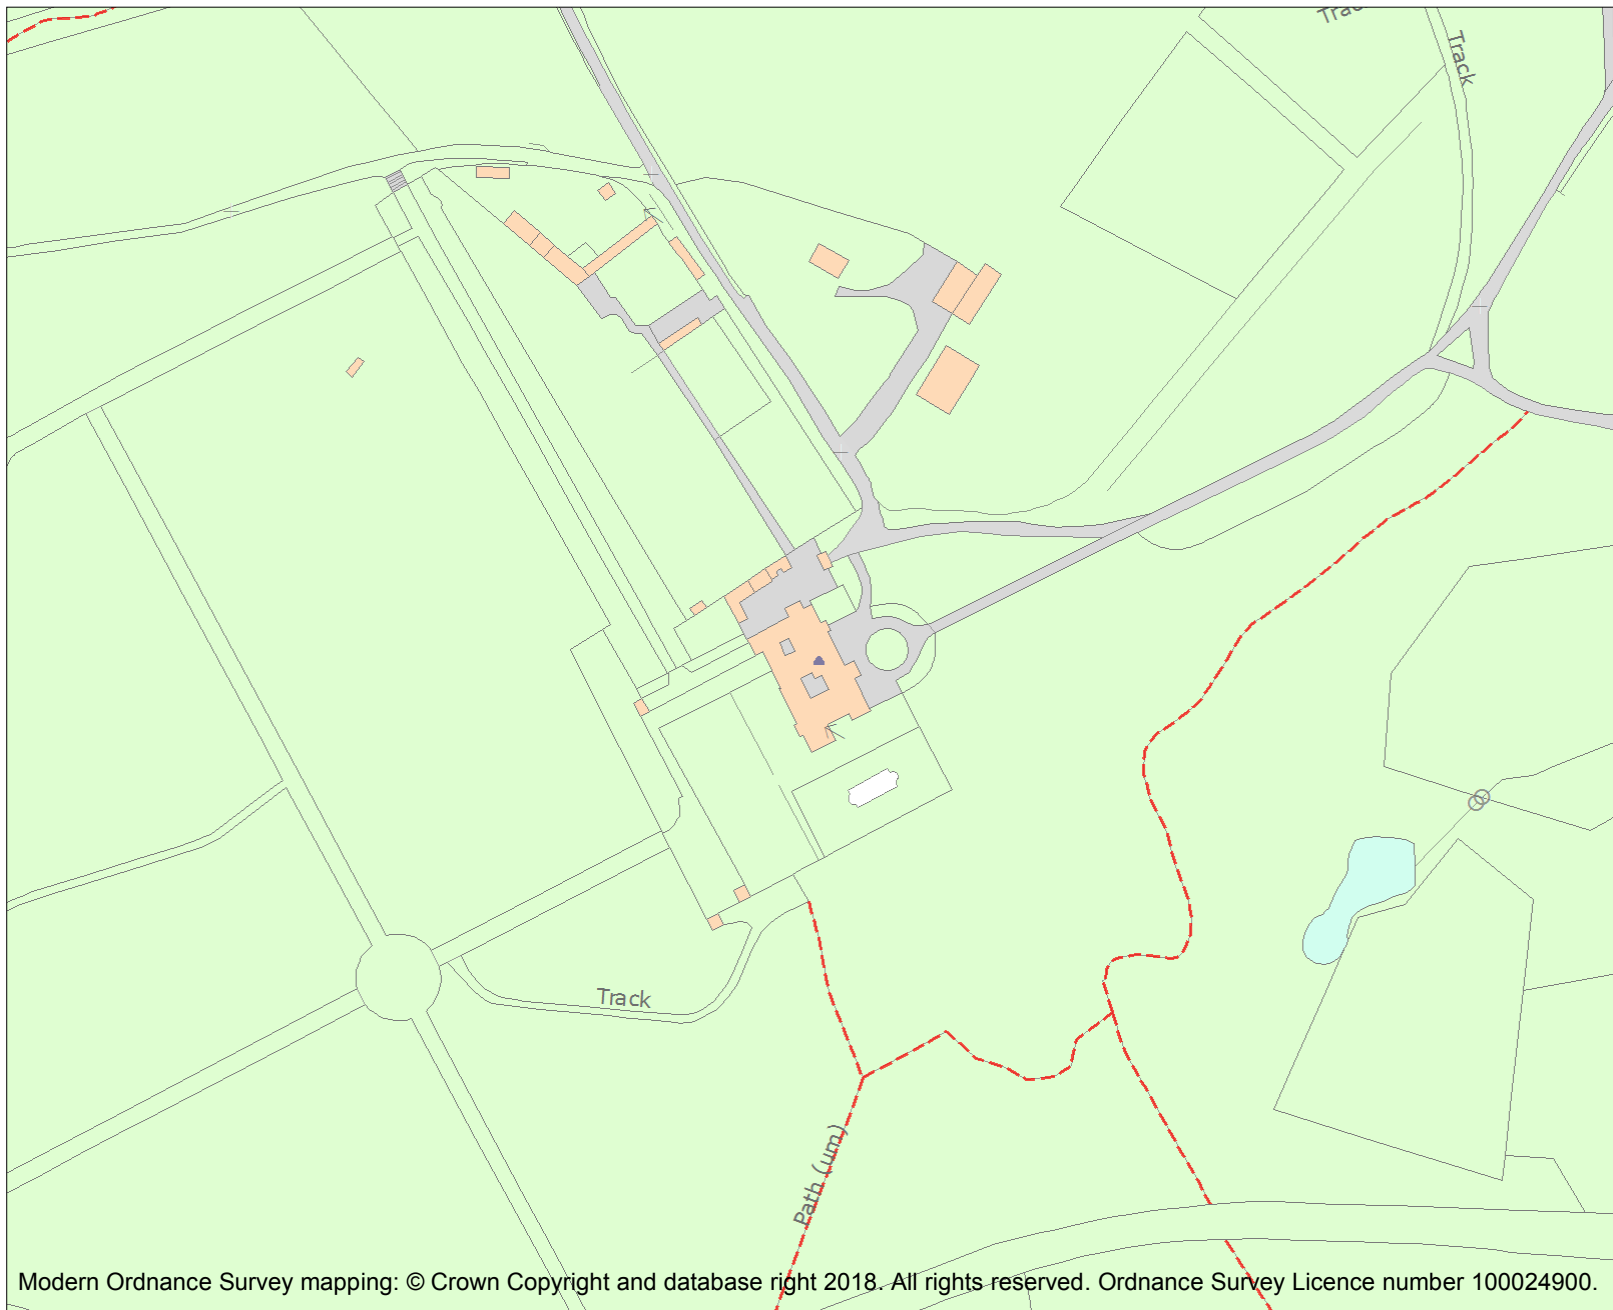 Track
Track
Track
Path (um)
Modern Ordnance Survey mapping: © Crown Copyright and database right 2018. All rights reserved. Ordnance Survey Licence number 100024900.